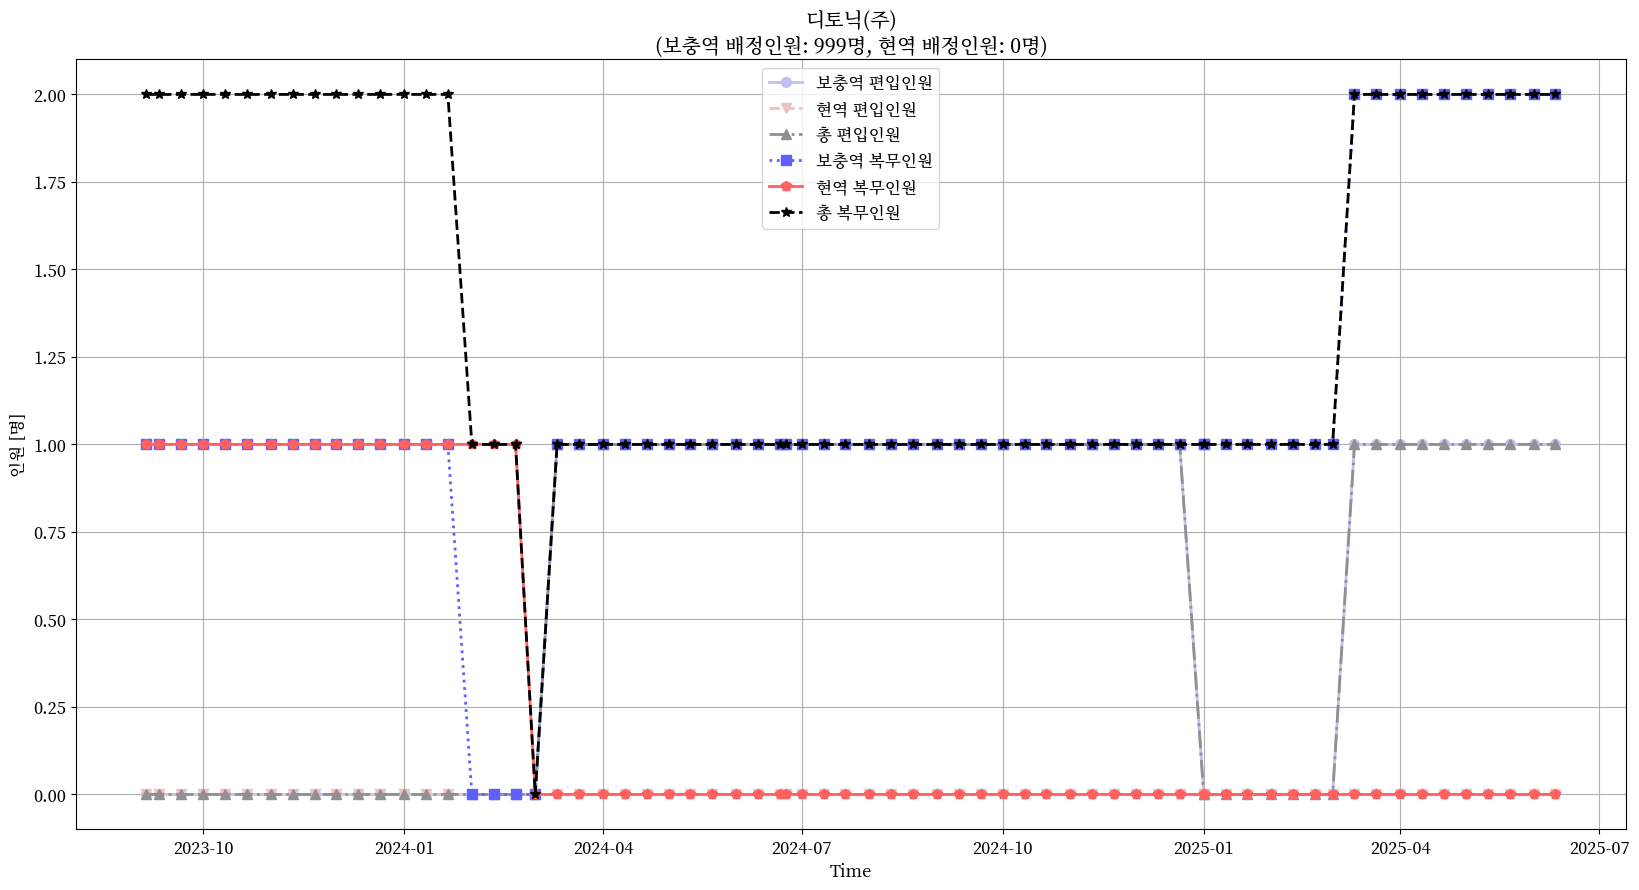 디토닉(주)
(보충역 배정인원: 999명, 현역 배정인원: 0명)
보충역 편입인원
현역 편입인원
총 편입인원
보충역 복무인원
현역 복무인원
총 복무인원
인원 [명]
2.00
1.75
1.50
1.25
1.00
0.75
0.50
0.25
0.00
2023-10
2024-01
2024-04
2024-07
2024-10
2025-01
2025-04
2025-07
Time